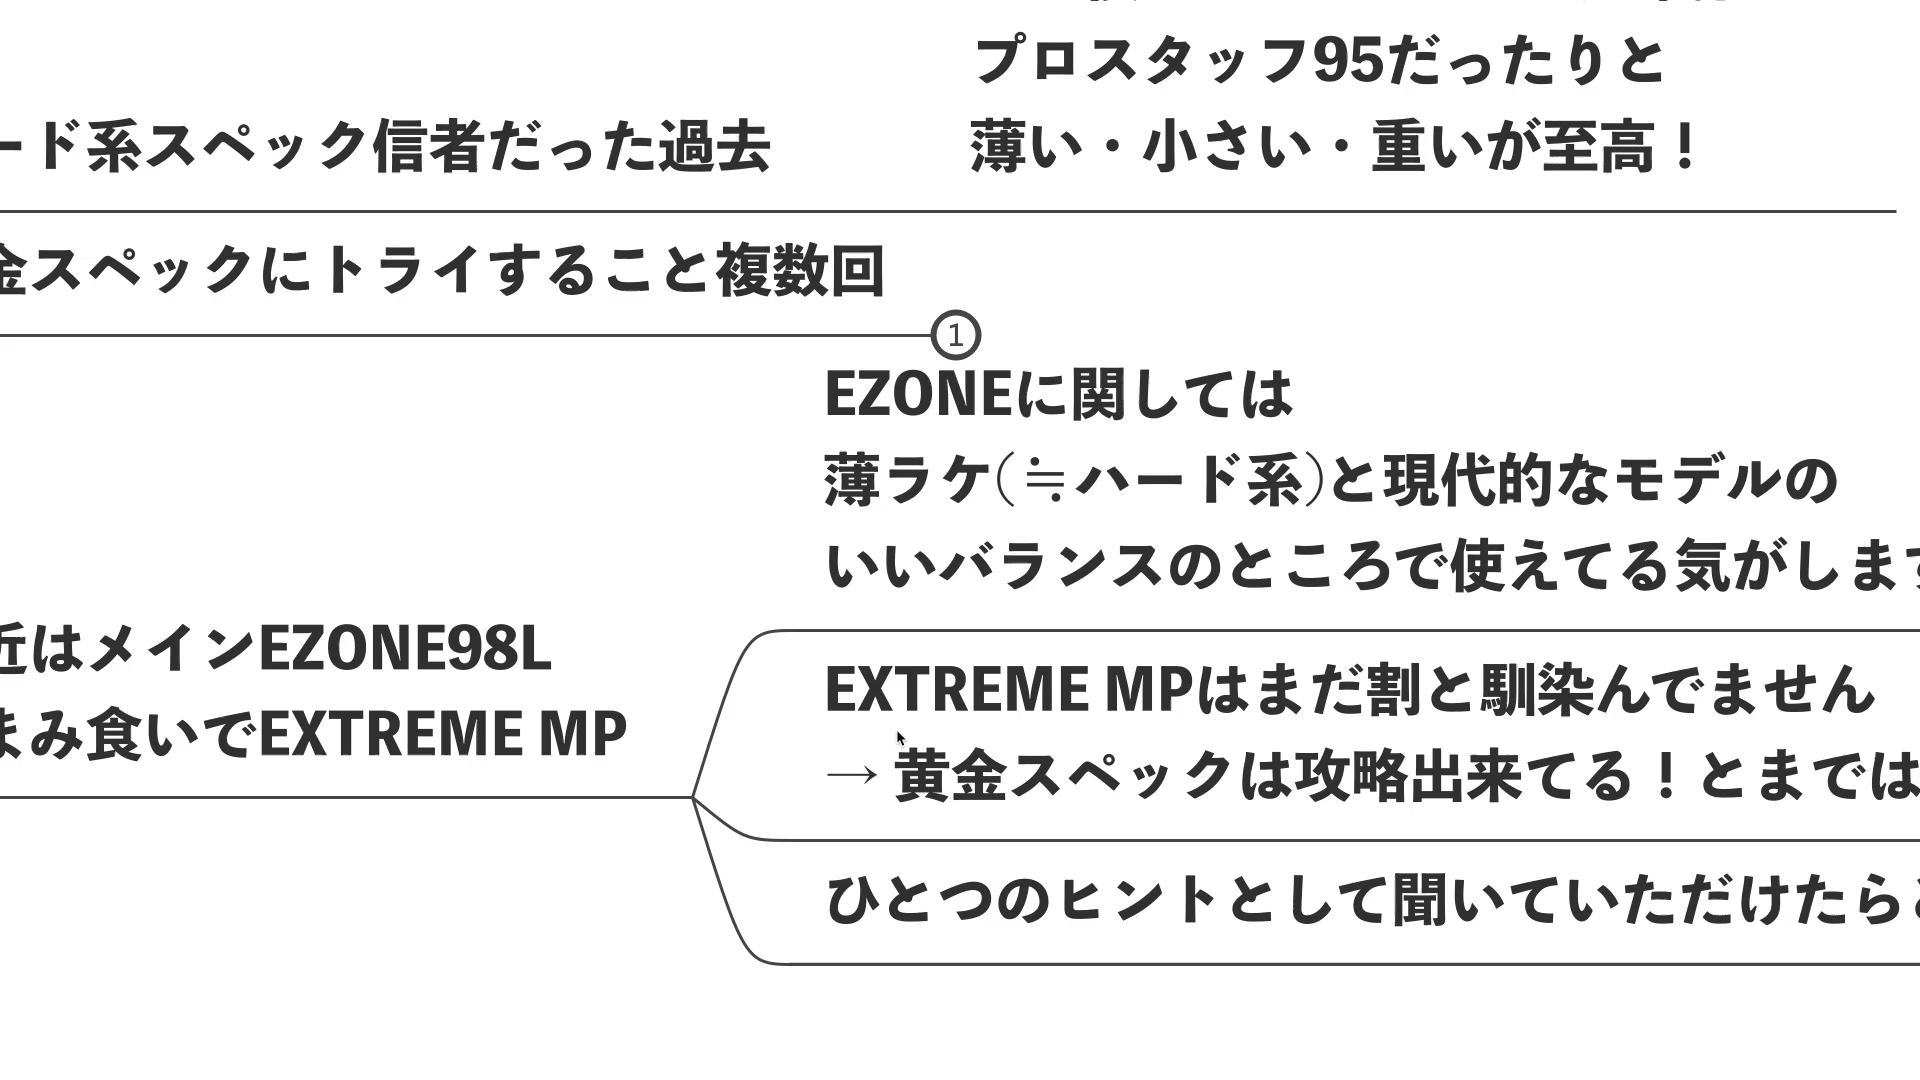 プロスタッフ95だったりと
薄い・小さい・重いが至高！
ード系スペック信者だった過去
金スペックにトライすること複数回
1
EZONEに関しては
薄ラケ(≒ハード系)と現代的なモデルの
いいバランスのところで使えてる気がします
近はメインEZONE98L
まみ食いでEXTREME MP
EXTREME MPはまだ割と馴染んでません
→ 黄金スペックは攻略出来てる！とまでは
ひとつのヒントとして聞いていただけたらと